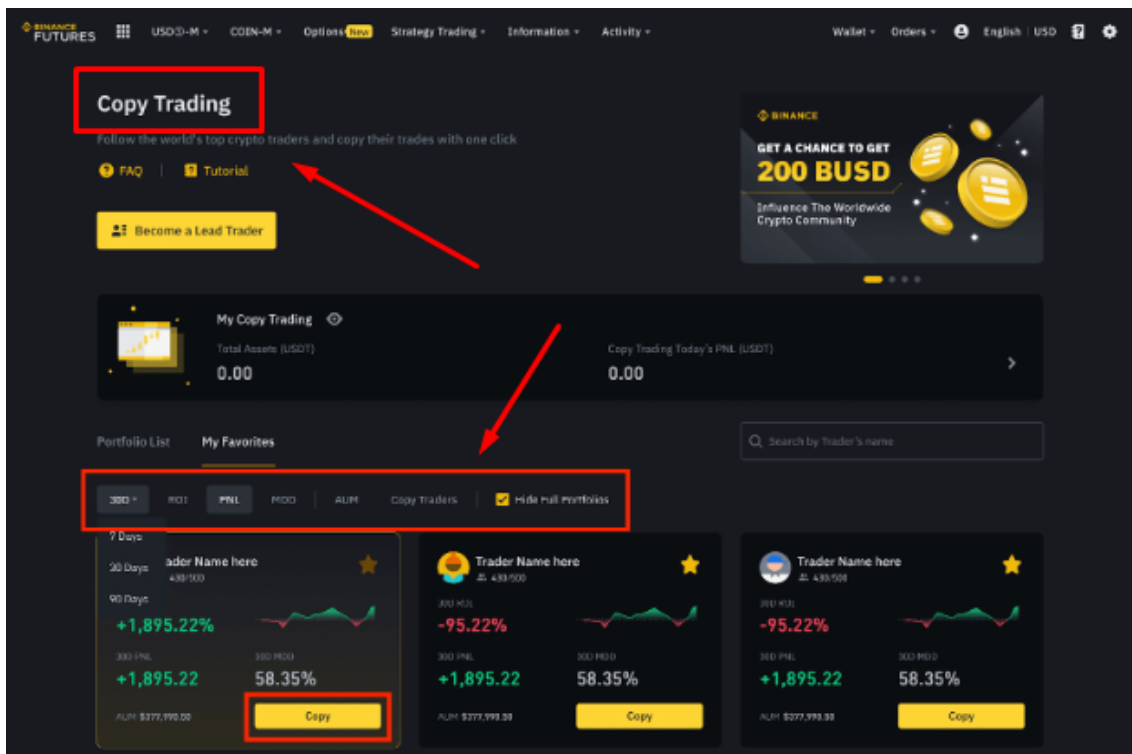 BINANCE
FUTURES USDⓈ-M COIN-M Options New Strategy Trading Information Activity Wallet Orders English USD
Copy Trading
Follow the world's top crypto traders and copy their trades with one click
FAQ Tutorial
Become a Lead Trader
BINANCE
GET A CHANCE TO GET
200 BUSD
Influence The Worldwide
Crypto Community
My Copy Trading
Total Assets (USDT) Copy Trading Today's PNL (USDT)
0.00 0.00
Portfolio List My Favorites Search by Trader's name
30D ROI PNL MDD AUM Copy Traders Hide Full Portfolios
7 Days
30 Days
90 Days
ader Name here
430/500
+1,895.22%
30D PNL 30D MDD
+1,895.22 58.35%
AUM $377,990.50 Copy
Trader Name here
430/500
30D ROI
-95.22%
30D PNL 30D MDD
+1,895.22 58.35%
AUM $377,990.50 Copy
Trader Name here
430/500
30D ROI
-95.22%
30D PNL 30D MDD
+1,895.22 58.35%
AUM $377,990.50 Copy